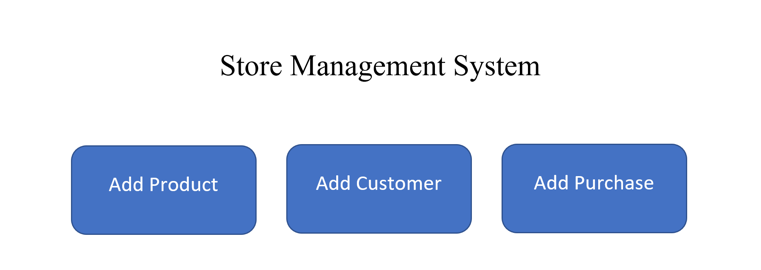 Store Management System
Add Product
Add Customer
Add Purchase